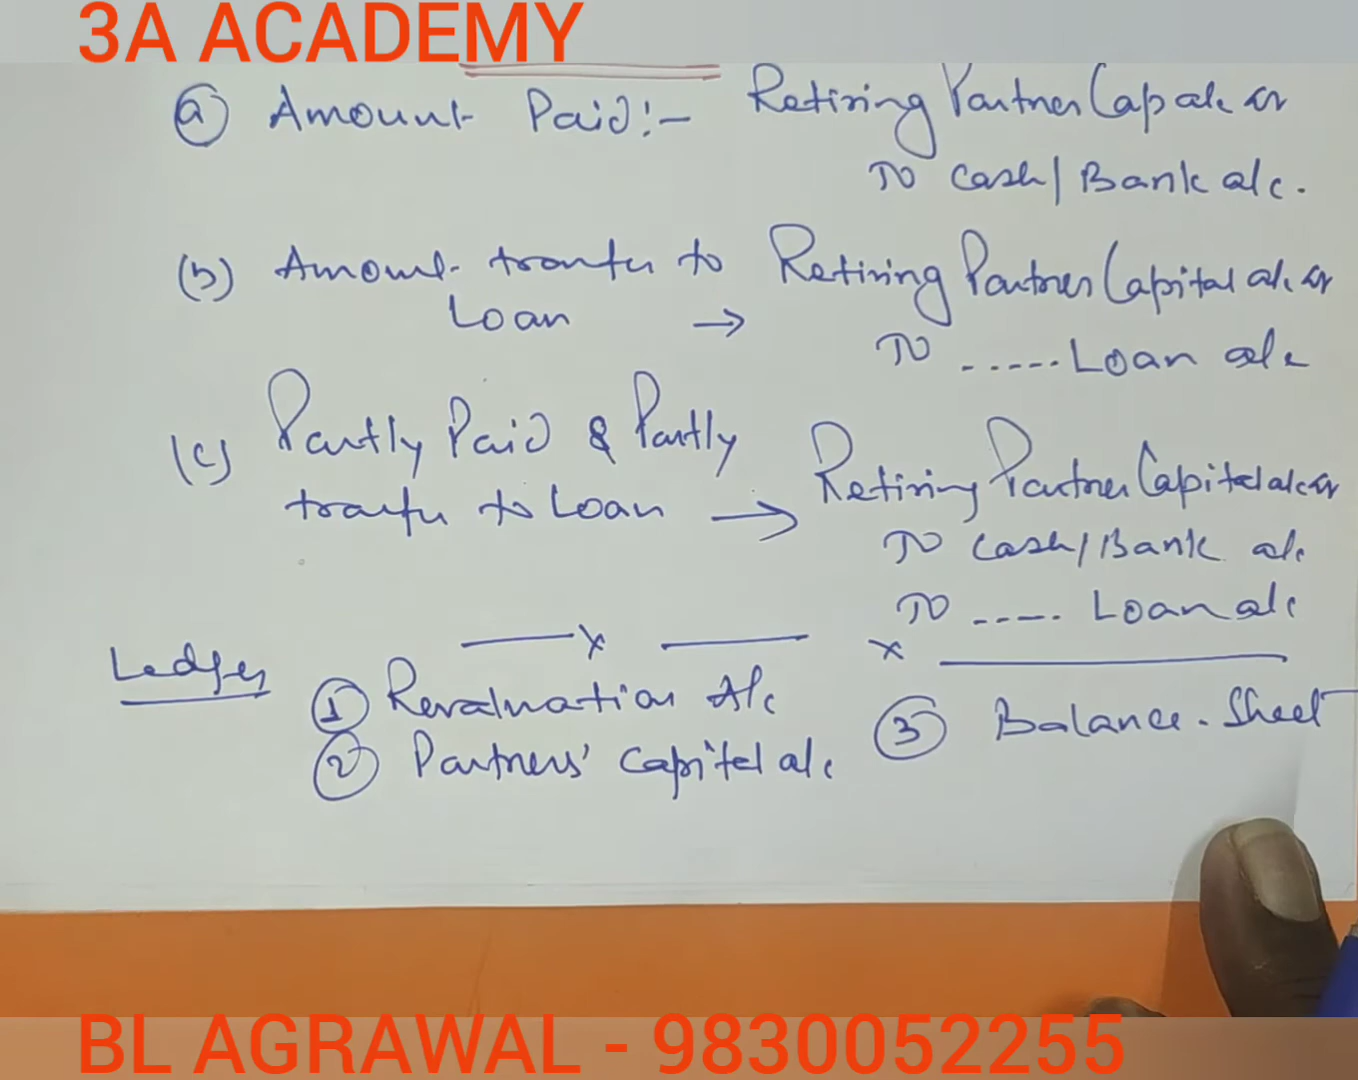 3A ACADEMY
(a) Amount Paid:- Retiring Partner Cap a/c Dr
To Cash/Bank a/c.
(b) Amount tranfer to Loan → Retiring Partner Capital a/c Dr
To ..... Loan a/c
(c) Partly Paid & Partly tranfer to Loan → Retiring Partner Capital a/c Dr
To Cash/Bank a/c
To ..... Loan a/c
Ledger
① Revaluation A/c
② Partners' Capital a/c
③ Balance-Sheet
BL AGRAWAL - 9830052255